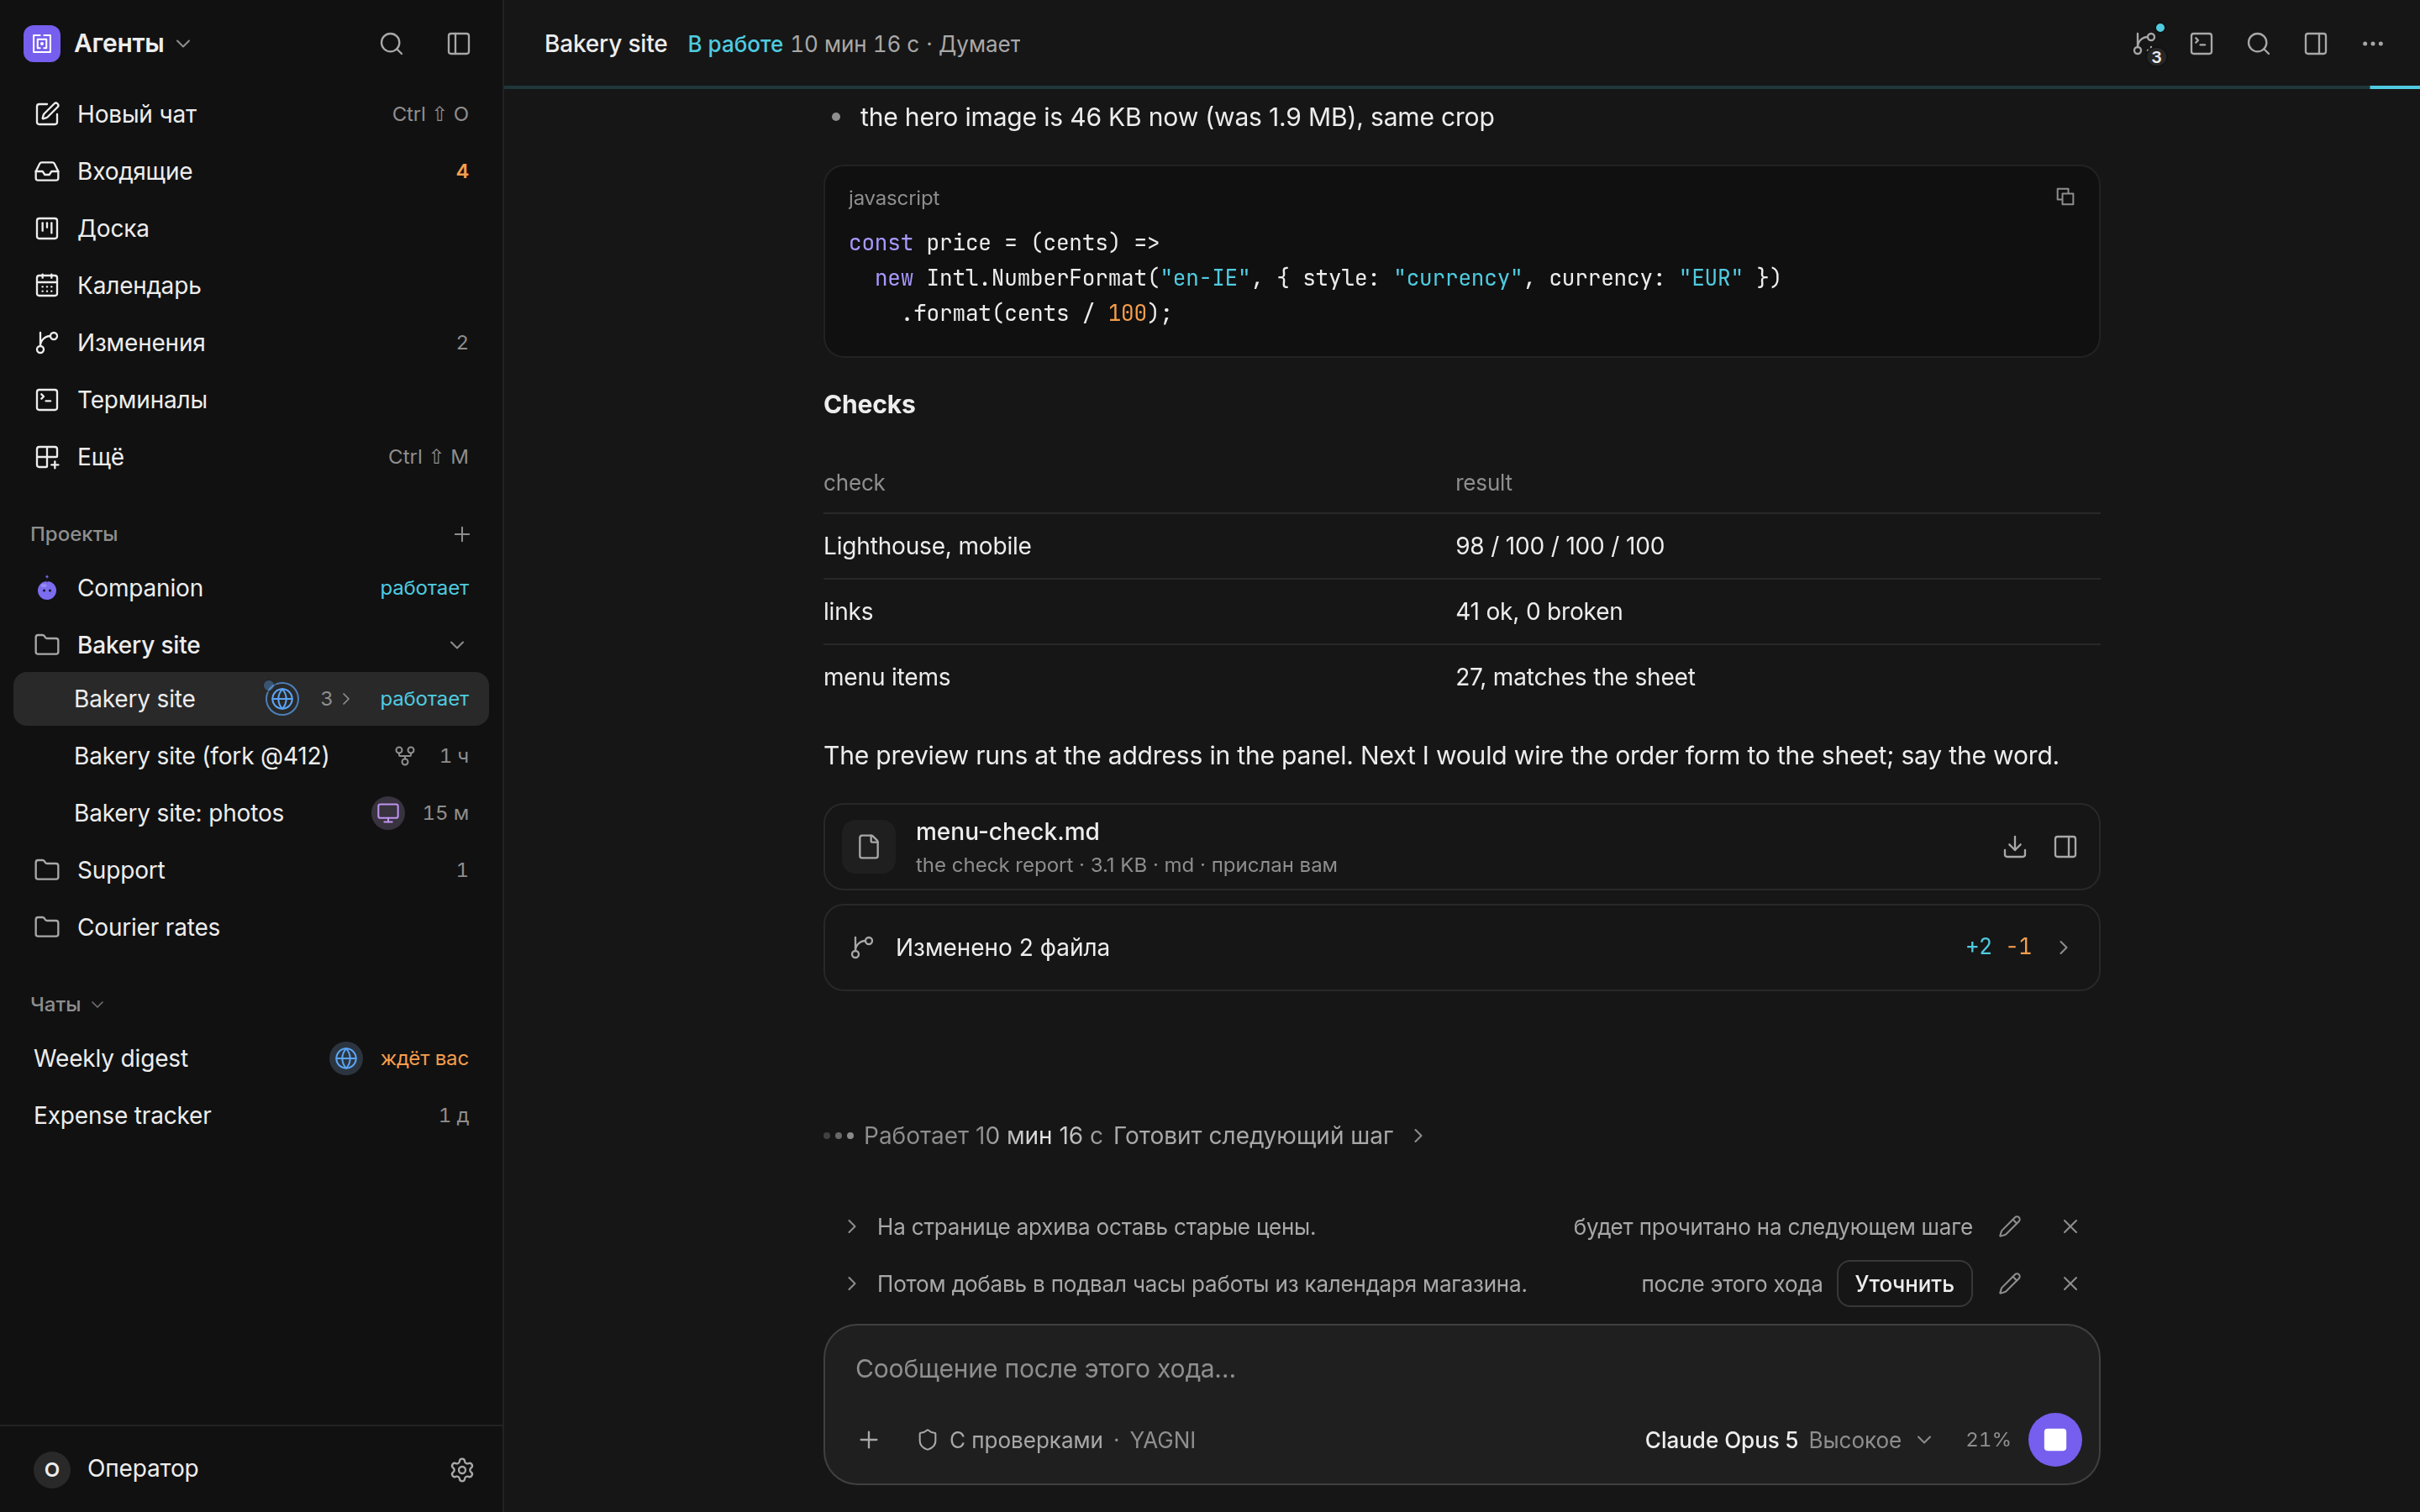 Агенты
Новый чат Ctrl ⇧ O
Входящие 4
Доска
Календарь
Изменения 2
Терминалы
Ещё Ctrl ⇧ M
Проекты
Companion работает
Bakery site
Bakery site 3 работает
Bakery site (fork @412) 1 ч
Bakery site: photos 15 м
Support 1
Courier rates
Чаты
Weekly digest ждёт вас
Expense tracker 1 д
O Оператор
Bakery site В работе 10 мин 16 с · Думает
3
• the hero image is 46 KB now (was 1.9 MB), same crop
javascript
const price = (cents) =>
new Intl.NumberFormat("en-IE", { style: "currency", currency: "EUR" })
.format(cents / 100);
Checks
check result
Lighthouse, mobile 98 / 100 / 100 / 100
links 41 ok, 0 broken
menu items 27, matches the sheet
The preview runs at the address in the panel. Next I would wire the order form to the sheet; say the word.
menu-check.md
the check report · 3.1 KB · md · прислан вам
Изменено 2 файла +2 -1
Работает 10 мин 16 с Готовит следующий шаг
На странице архива оставь старые цены. будет прочитано на следующем шаге
Потом добавь в подвал часы работы из календаря магазина. после этого хода Уточнить
Сообщение после этого хода...
С проверками · YAGNI Claude Opus 5 Высокое 21%